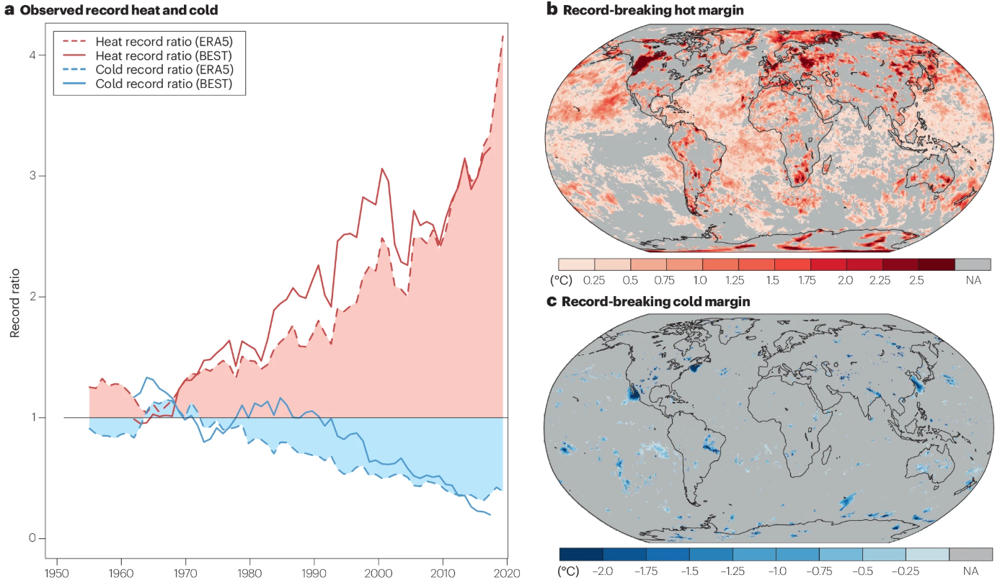 a Observed record heat and cold
Heat record ratio (ERA5)
Heat record ratio (BEST)
Cold record ratio (ERA5)
Cold record ratio (BEST)
Record ratio
4
3
2
1
0
1950 1960 1970 1980 1990 2000 2010 2020
b Record-breaking hot margin
(°C) 0.25 0.5 0.75 1.0 1.25 1.5 1.75 2.0 2.25 2.5 NA
c Record-breaking cold margin
(°C) –2.0 –1.75 –1.5 –1.25 –1.0 –0.75 –0.5 –0.25 NA